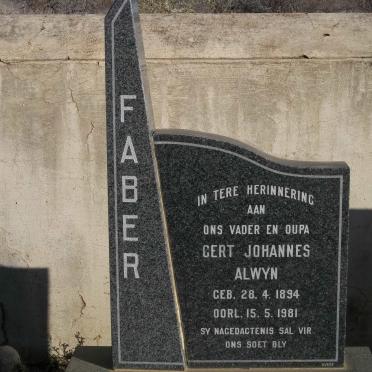 FABER
IN TERE HERINNERING
AAN
ONS VADER EN OUPA
GERT JOHANNES
ALWYN
GEB. 28. 4. 1894
OORL. 15. 5. 1981
SY NAGEDAGTENIS SAL VIR
ONS SOET BLY